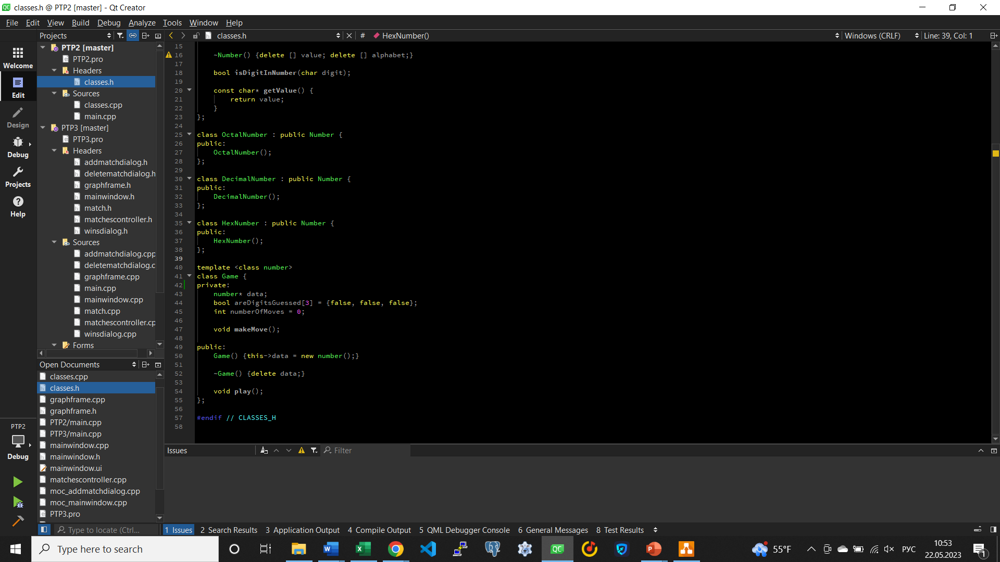 classes.h @ PTP2 [master] - Qt Creator
File Edit View Build Debug Analyze Tools Window Help
Projects
classes.h
#
HexNumber()
Windows (CRLF)
Line: 39, Col: 1
Welcome
Edit
Design
Debug
Projects
Help
PTP2 [master]
PTP2.pro
Headers
classes.h
Sources
classes.cpp
main.cpp
PTP3 [master]
PTP3.pro
Headers
addmatchdialog.h
deletematchdialog.h
graphframe.h
mainwindow.h
match.h
matchescontroller.h
winsdialog.h
Sources
addmatchdialog.cpp
deletematchdialog.c
graphframe.cpp
main.cpp
mainwindow.cpp
match.cpp
matchescontroller.cp
winsdialog.cpp
Forms
Open Documents
classes.cpp
classes.h
graphframe.cpp
graphframe.h
PTP2/main.cpp
PTP3/main.cpp
mainwindow.cpp
mainwindow.h
mainwindow.ui
matchescontroller.cpp
moc_addmatchdialog.cpp
moc_mainwindow.cpp
PTP3.pro
PTP2
Debug
15
16 ~Number() {delete [] value; delete [] alphabet;}
17
18 bool isDigitInNumber(char digit);
19
20 const char* getValue() {
21 return value;
22 }
23 };
24
25 class OctalNumber : public Number {
26 public:
27 OctalNumber();
28 };
29
30 class DecimalNumber : public Number {
31 public:
32 DecimalNumber();
33 };
34
35 class HexNumber : public Number {
36 public:
37 HexNumber();
38 };
39
40 template <class number>
41 class Game {
42 private:
43 number* data;
44 bool areDigitsGuessed[3] = {false, false, false};
45 int numberOfMoves = 0;
46
47 void makeMove();
48
49 public:
50 Game() {this->data = new number();}
51
52 ~Game() {delete data;}
53
54 void play();
55 };
56
57 #endif // CLASSES_H
58
Issues
Filter
Type to locate (Ctrl...
1 Issues 2 Search Results 3 Application Output 4 Compile Output 5 QML Debugger Console 6 General Messages 8 Test Results
Type here to search
QC
55°F
РУС
10:53
22.05.2023
1